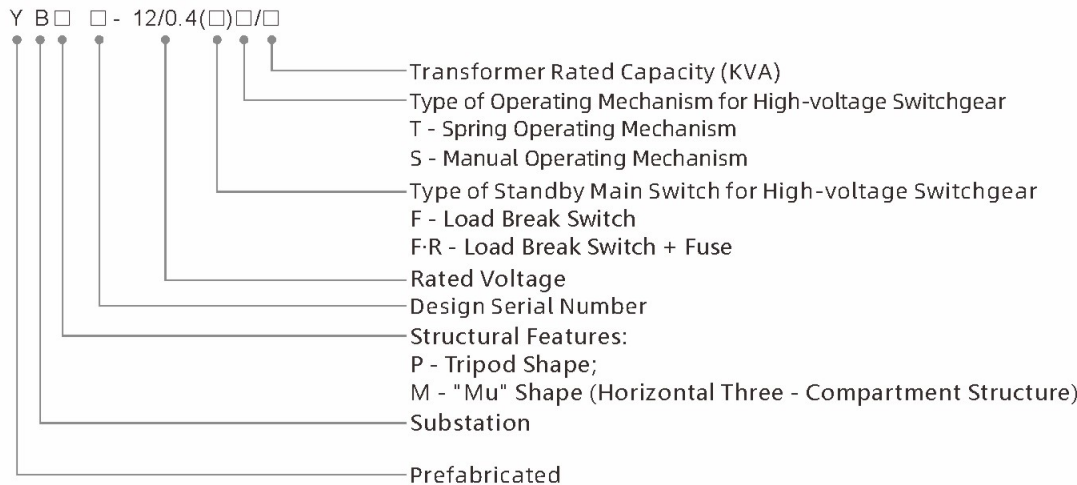 Y B□ □- 12/0.4(□)□/□
Transformer Rated Capacity (KVA)
Type of Operating Mechanism for High-voltage Switchgear
T - Spring Operating Mechanism
S - Manual Operating Mechanism
Type of Standby Main Switch for High-voltage Switchgear
F - Load Break Switch
F·R - Load Break Switch + Fuse
Rated Voltage
Design Serial Number
Structural Features:
P - Tripod Shape;
M - "Mu" Shape (Horizontal Three - Compartment Structure)
Substation
Prefabricated